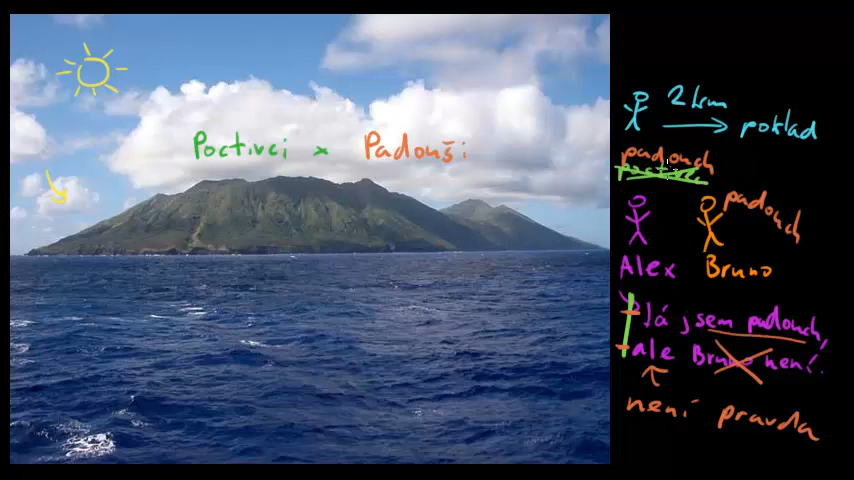 Poctivci x Padouši
2 km
poklad
padouch
poctivec
padouch
Alex Bruno
Já jsem padouch,
ale Bruno není.
není pravda